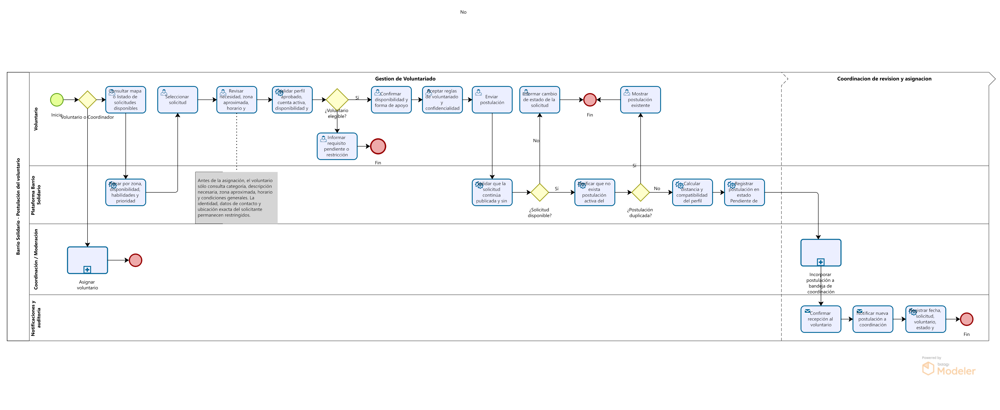 No
Gestion de Voluntariado
Coordinacion de revision y asignacion
Barrio Solidario - Postulación del voluntario
Voluntario
Inicio
Voluntario o Coordinador
Consultar mapa
o listado de
solicitudes
disponibles
Seleccionar
solicitud
Revisar
necesidad, zona
aproximada,
horario y
Validar perfil
aprobado,
cuenta activa,
disponibilidad y
¿Voluntario
elegible?
Sí
Confirmar
disponibilidad y
forma de apoyo
Aceptar reglas
de voluntariado
y
confidencialidad
Enviar
postulación
Informar cambio
de estado de la
solicitud
Fin
Mostrar
postulación
existente
Informar
requisito
pendiente o
restricción
Fin
No
Sí
Plataforma Barrio
Solidario
Filtrar por zona,
disponibilidad,
habilidades y
prioridad
Antes de la asignación, el voluntario
sólo consulta categoría, descripción
necesaria, zona aproximada, horario
y condiciones generales. La
identidad, datos de contacto y
ubicación exacta del solicitante
permanecen restringidos.
Validar que la
solicitud
continúa
publicada y sin
¿Solicitud
disponible?
Sí
Verificar que no
exista
postulación
activa del
¿Postulación
duplicada?
No
Calcular
distancia y
compatibilidad
del perfil
Registrar
postulación en
estado
Pendiente de
Coordinación / Moderación
Asignar
voluntario
Incorporar
postulación a
bandeja de
coordinación
Notificaciones y
auditoría
Confirmar
recepción al
voluntario
Notificar nueva
postulación a
coordinación
Registrar fecha,
solicitud,
voluntario,
estado y
Fin
Powered by
bizagi
Modeler